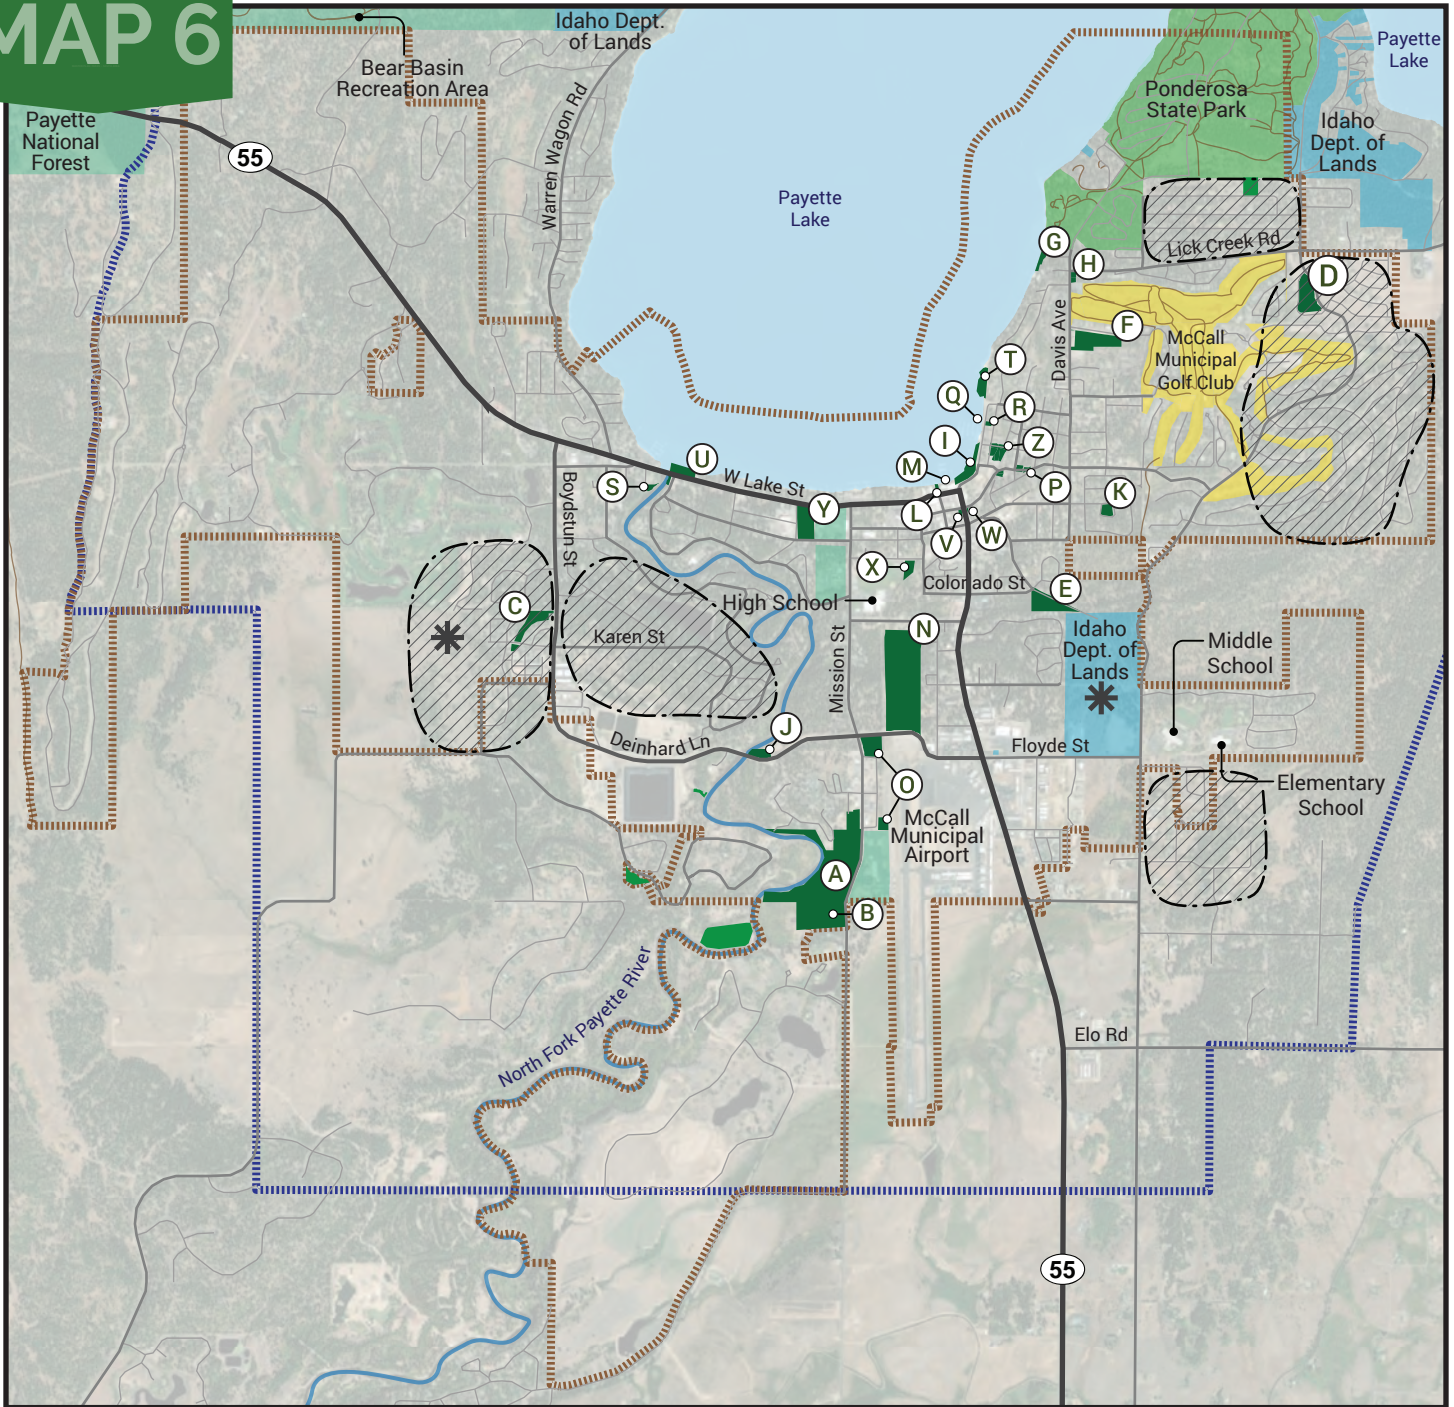 MAP 6
Idaho Dept.
of Lands
Payette
Lake
Bear Basin
Recreation Area
Ponderosa
State Park
Payette
National
Forest
Idaho
Dept. of
Lands
55
Warren Wagon Rd
Payette
Lake
G
H
Lick Creek Rd
D
F
McCall
Municipal
Golf Club
Davis Ave
T
Q
R
I
Z
M
U
S
W Lake St
P
K
Y
L
V
W
Boydstun St
X
Colorado St
E
High School
C
Karen St
N
Mission St
Idaho
Dept. of
Lands
Middle
School
J
Deinhard Ln
Floyde St
O
Elementary
School
McCall
Municipal
Airport
A
B
North Fork Payette River
Elo Rd
55